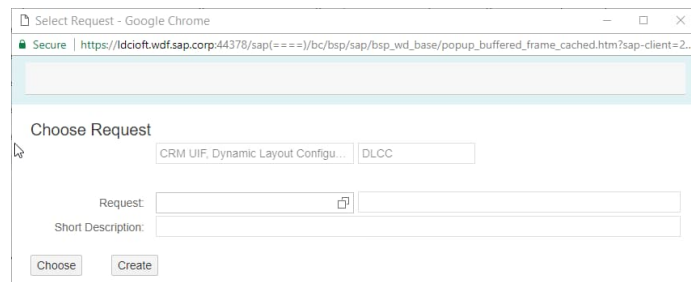 Select Request - Google Chrome
Secure | https://ldcioft.wdf.sap.corp:44378/sap(====)/bc/bsp/sap/bsp_wd_base/popup_buffered_frame_cached.htm?sap-client=2...
Choose Request
CRM UIF, Dynamic Layout Configu... DLCC
Request:
Short Description:
Choose Create